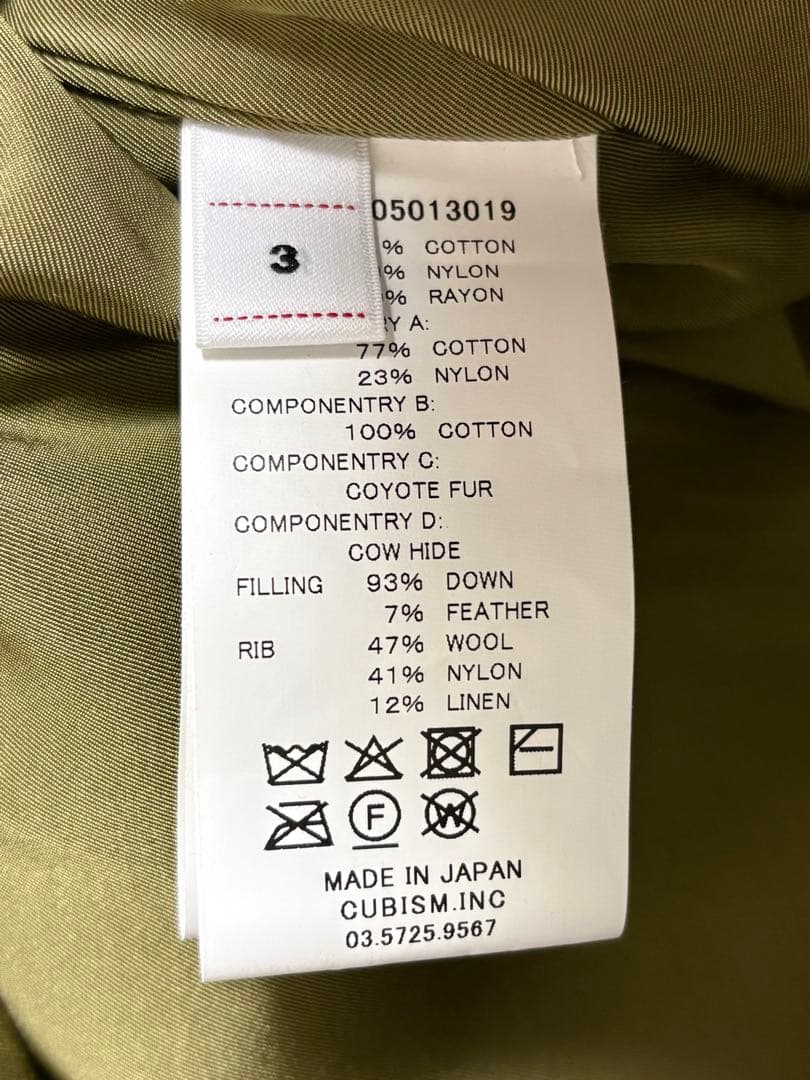 3
05013019
% COTTON
% NYLON
% RAYON
Y A:
77% COTTON
23% NYLON
COMPONENTRY B:
100% COTTON
COMPONENTRY C:
COYOTE FUR
COMPONENTRY D:
COW HIDE
FILLING 93% DOWN
7% FEATHER
RIB 47% WOOL
41% NYLON
12% LINEN
F W
MADE IN JAPAN
CUBISM.INC
03.5725.9567